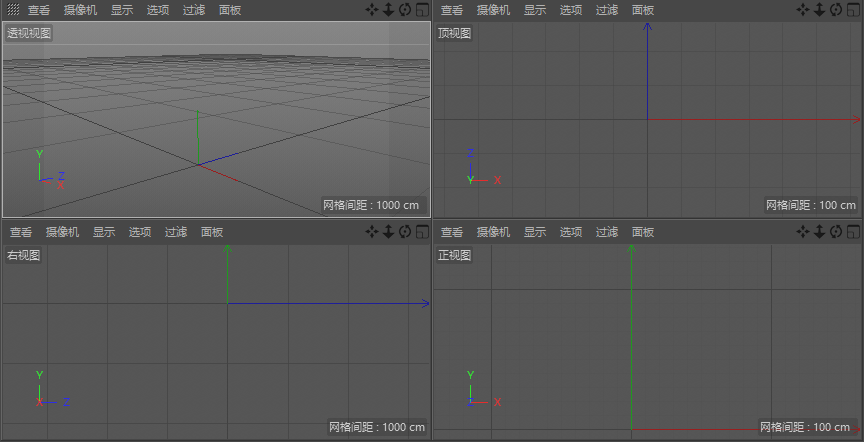 查看 摄像机 显示 选项 过滤 面板
透视视图
Y
Z
X
网格间距 : 1000 cm
查看 摄像机 显示 选项 过滤 面板
顶视图
Z
Y X
网格间距 : 100 cm
查看 摄像机 显示 选项 过滤 面板
右视图
Y
X Z
网格间距 : 1000 cm
查看 摄像机 显示 选项 过滤 面板
正视图
Y
Z X
网格间距 : 100 cm